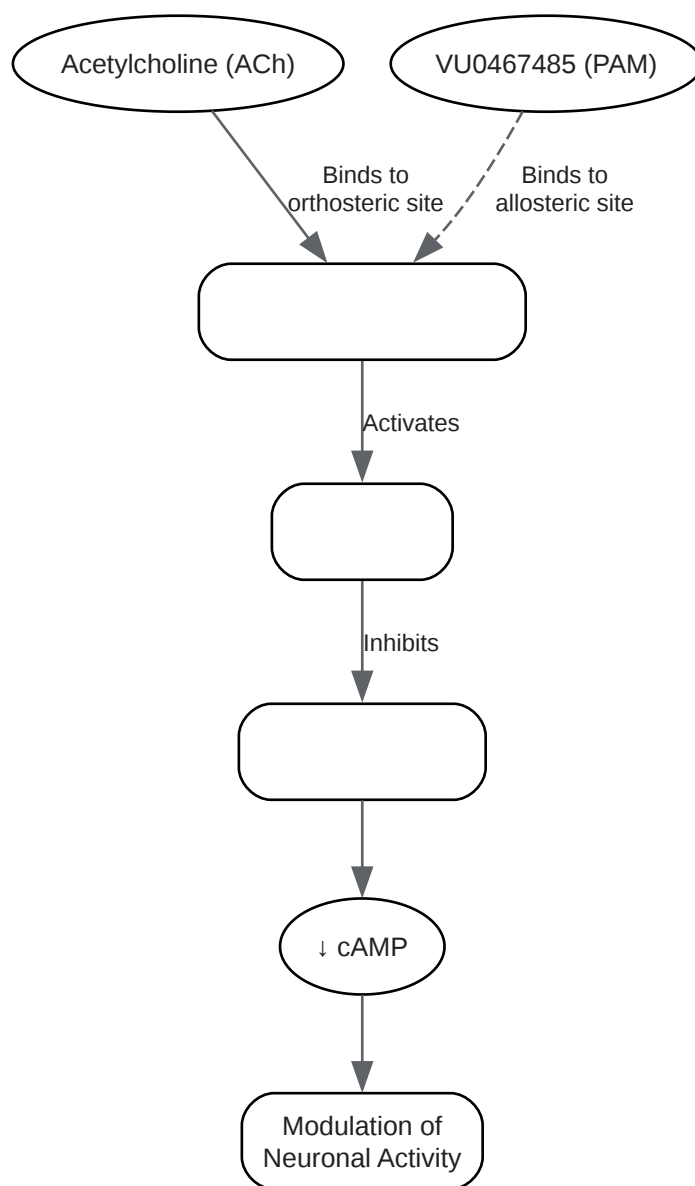 Acetylcholine (ACh)
VU0467485 (PAM)
Binds to
orthosteric site
Binds to
allosteric site
Activates
Inhibits
↓ cAMP
Modulation of
Neuronal Activity